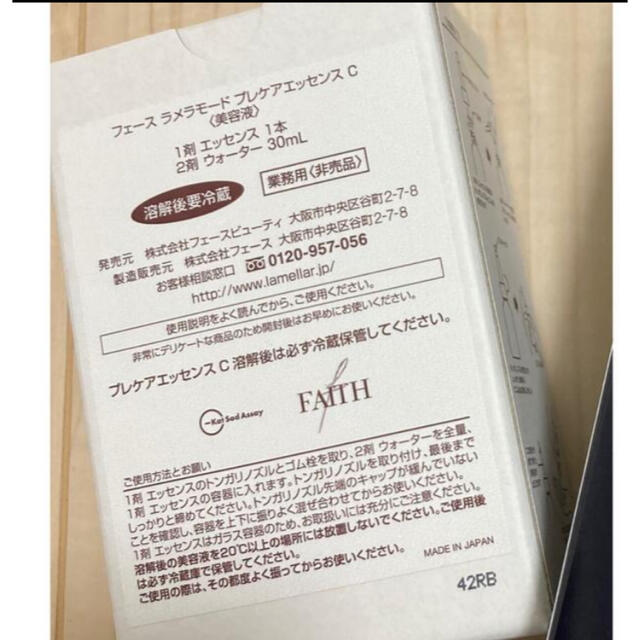 フェース ラメラモード プレケアエッセンス C
〈美容液〉
1剤 エッセンス 1本
2剤 ウォーター 30mL
溶解後要冷蔵
業務用〈非売品〉
発売元 株式会社フェースビューティ 大阪市中央区谷町2-7-8
製造販売元 株式会社フェース 大阪市中央区谷町2-7-8
お客様相談窓口 0120-957-056
http://www.lamellar.jp/
使用説明をよく読んでから、ご使用ください。
非常にデリケートな商品のため開封後はお早めにお使いください。
プレケアエッセンス C 溶解後は必ず冷蔵保管してください。
Kat Sod Assay
FAITH
ご使用方法とお願い
1剤 エッセンスのトンガリノズルとゴム栓を取り、2剤 ウォーターを全量、
1剤 エッセンスの容器に入れます。トンガリノズルを取り付け、最後まで
しっかりと締めてください。トンガリノズル先端のキャップが緩んでいない
ことを確認し、容器を上下に振りよく混ぜ合わせてからお使いください。
1剤 エッセンスはガラス容器のため、お取扱いには充分にご注意ください。
溶解後の美容液を20℃以上の場所には放置しないでください。ご使用後
は必ず冷蔵庫で保管してください。
ご使用の際は、その都度よく振ってからお使いください。
MADE IN JAPAN
42RB